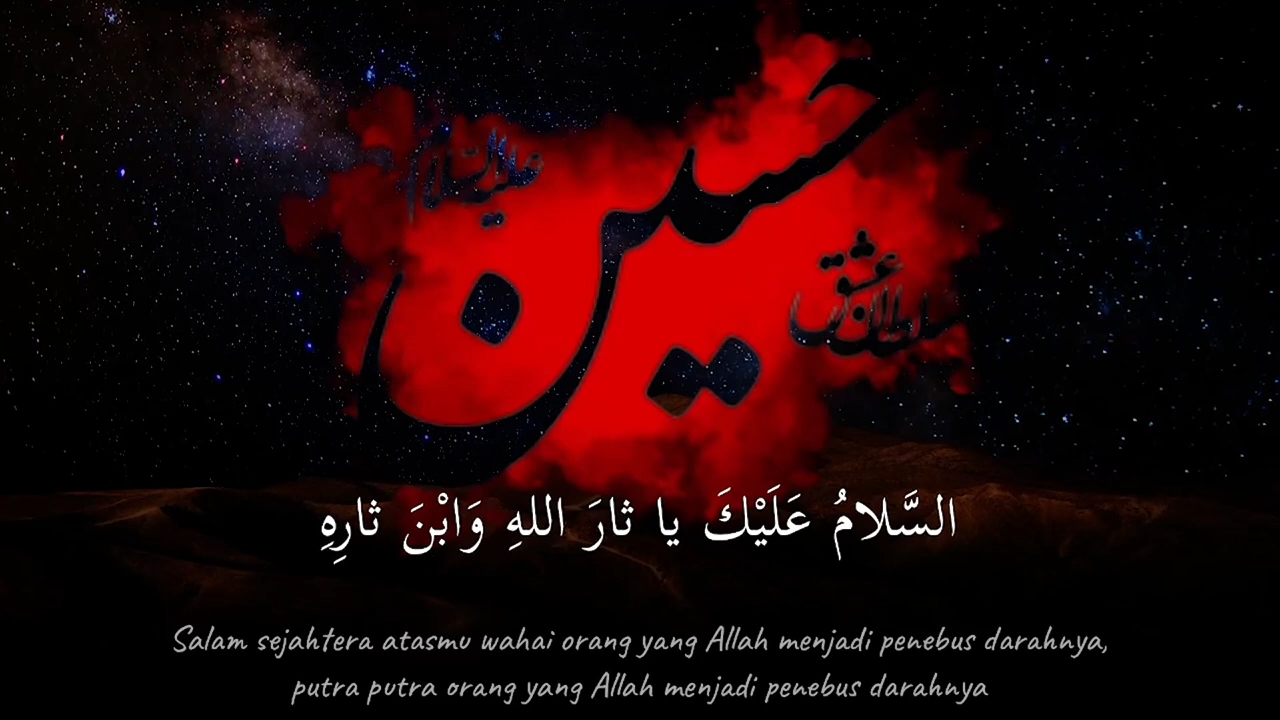 حسین
علیه السلام
سلطان عشق
السَّلامُ عَلَيْكَ يا ثارَ اللهِ وَابْنَ ثارِهِ
Salam sejahtera atasmu wahai orang yang Allah menjadi penebus darahnya,
putra putra orang yang Allah menjadi penebus darahnya